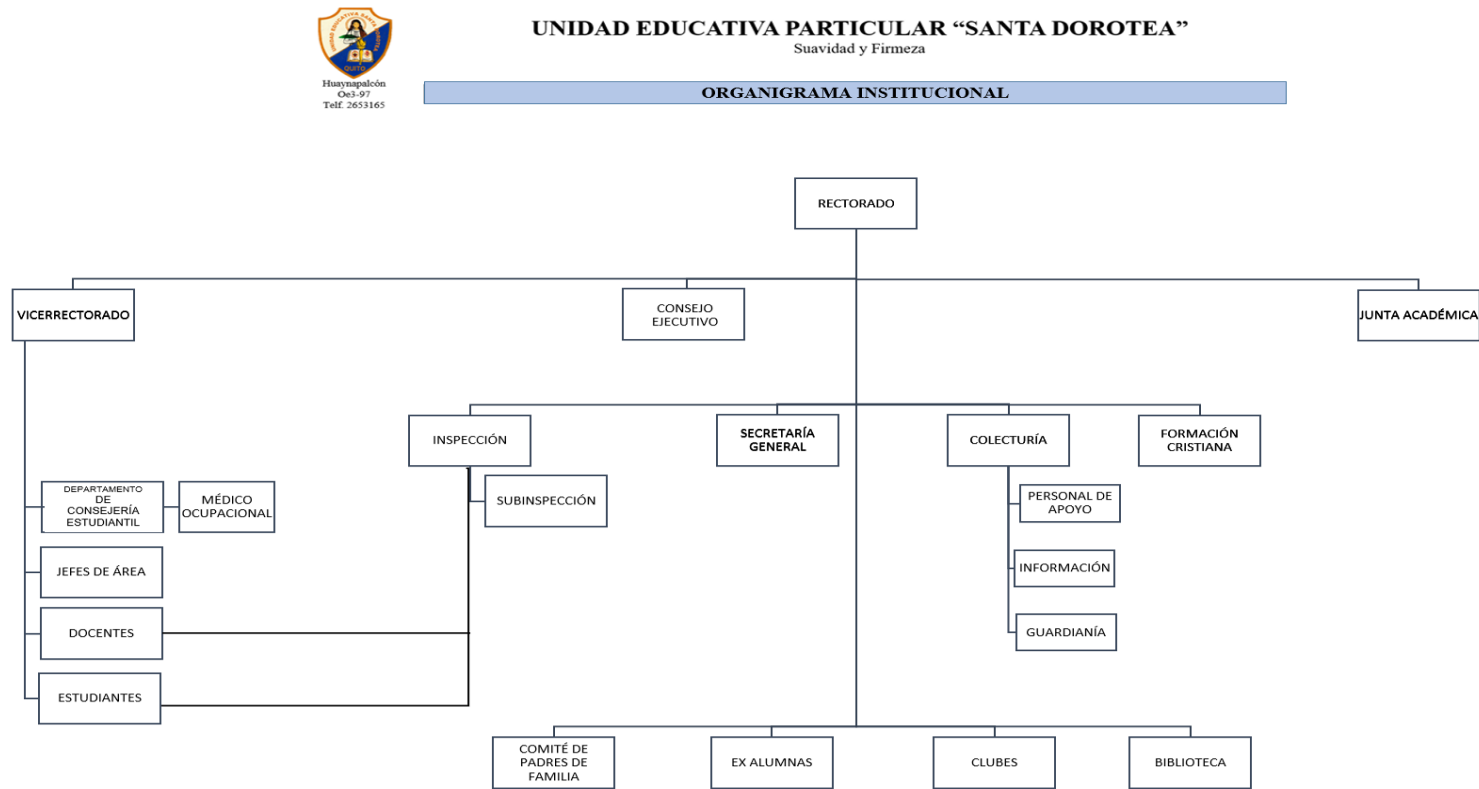 UNIDAD EDUCATIVA PARTICULAR “SANTA DOROTEA”
Suavidad y Firmeza
QUITO
Huaynapalcón
Oe3-97
Telf. 2653165
ORGANIGRAMA INSTITUCIONAL
RECTORADO
VICERRECTORADO
CONSEJO
EJECUTIVO
JUNTA ACADÉMICA
INSPECCIÓN
SECRETARÍA
GENERAL
COLECTURÍA
FORMACIÓN
CRISTIANA
DEPARTAMENTO
DE
CONSEJERÍA
ESTUDIANTIL
MÉDICO
OCUPACIONAL
SUBINSPECCIÓN
PERSONAL DE
APOYO
JEFES DE ÁREA
INFORMACIÓN
DOCENTES
GUARDIANÍA
ESTUDIANTES
COMITÉ DE
PADRES DE
FAMILIA
EX ALUMNAS
CLUBES
BIBLIOTECA